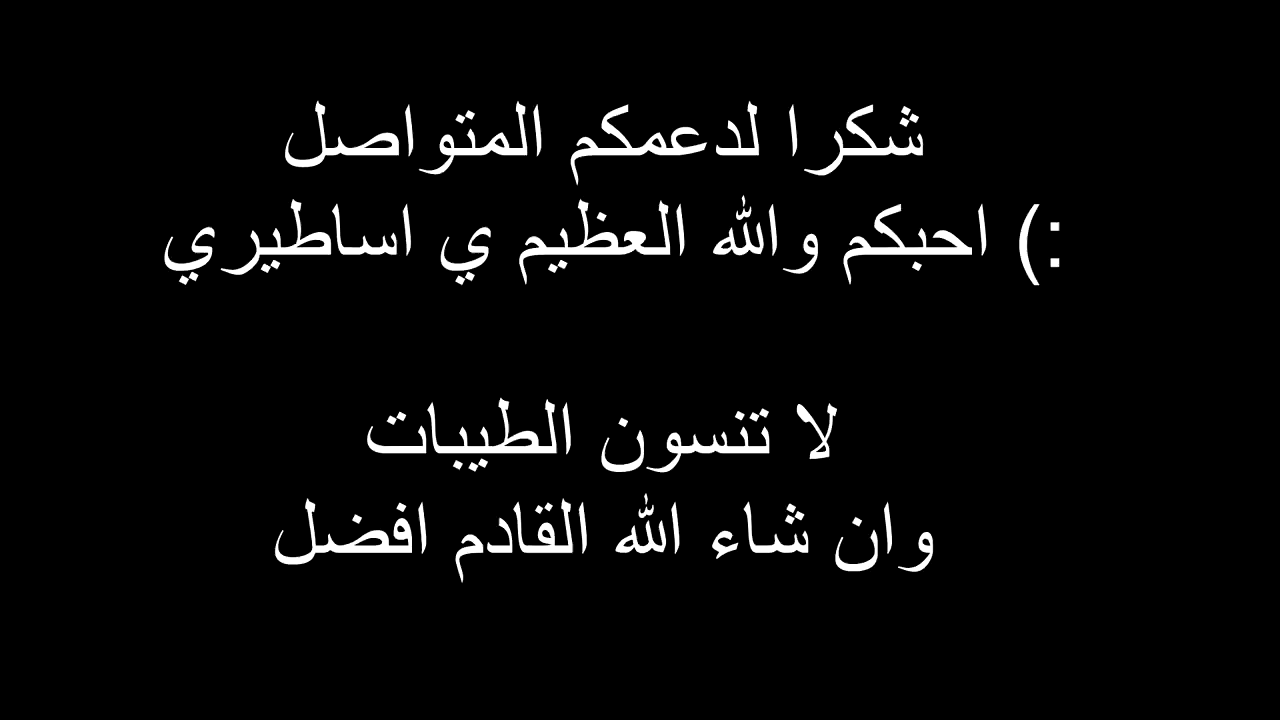 شكرا لدعمكم المتواصل
:) احبكم والله العظيم ي اساطيري
لا تنسون الطيبات
وان شاء الله القادم افضل